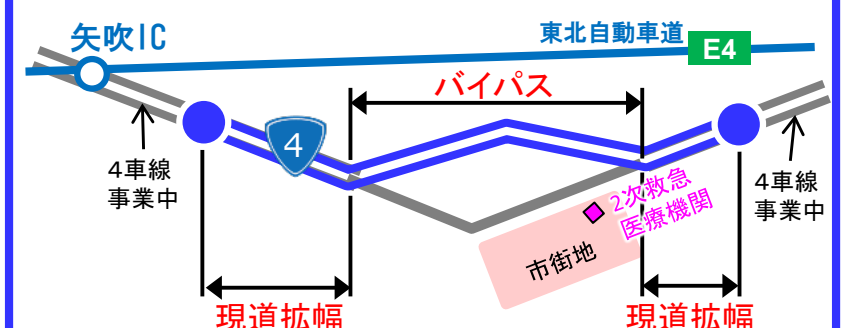 矢吹IC
東北自動車道
E4
バイパス
4
4車線
事業中
4車線
事業中
2次救急
医療機関
市街地
現道拡幅
現道拡幅